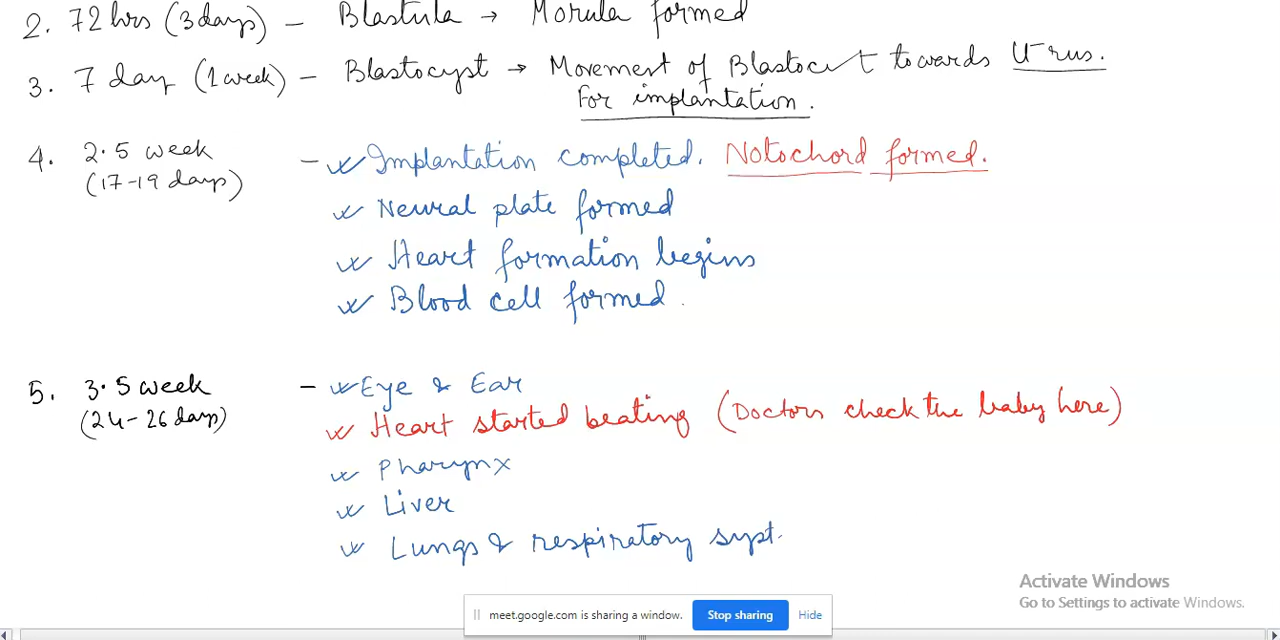 2. 72 hrs (3 days) – Blastula → Morula formed
3. 7 day (1 week) – Blastocyst → Movement of Blastocyst towards Utrus.
For implantation.
4. 2.5 week – Implantation completed. Notochord formed.
(17-19 days)
Neural plate formed
Heart formation begins
Blood cell formed.
5. 3.5 week – Eye & Ear
(24-26 days)
Heart started beating (Doctors check the baby here)
Pharynx
Liver
Lungs & respiratory syst.
Activate Windows
Go to Settings to activate Windows.
meet.google.com is sharing a window. Stop sharing Hide